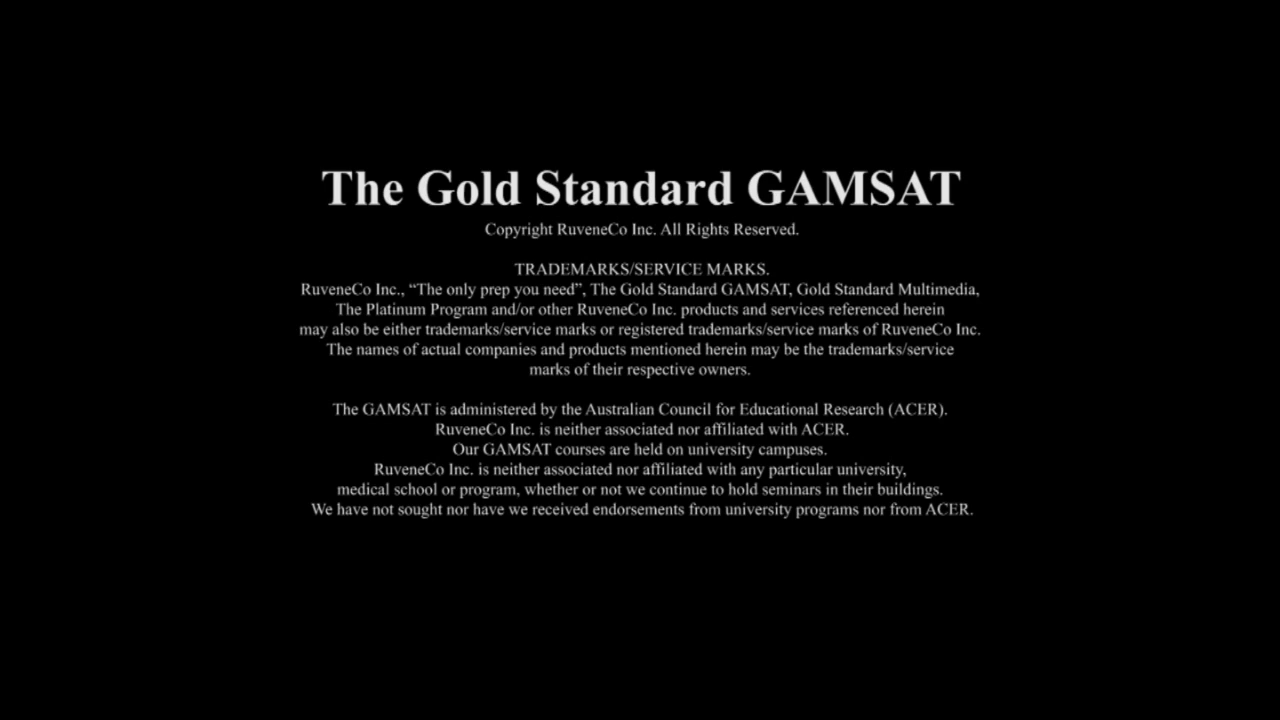 The Gold Standard GAMSAT
Copyright RuveneCo Inc. All Rights Reserved.
TRADEMARKS/SERVICE MARKS.
RuveneCo Inc., “The only prep you need”, The Gold Standard GAMSAT, Gold Standard Multimedia,
The Platinum Program and/or other RuveneCo Inc. products and services referenced herein
may also be either trademarks/service marks or registered trademarks/service marks of RuveneCo Inc.
The names of actual companies and products mentioned herein may be the trademarks/service
marks of their respective owners.
The GAMSAT is administered by the Australian Council for Educational Research (ACER).
RuveneCo Inc. is neither associated nor affiliated with ACER.
Our GAMSAT courses are held on university campuses.
RuveneCo Inc. is neither associated nor affiliated with any particular university,
medical school or program, whether or not we continue to hold seminars in their buildings.
We have not sought nor have we received endorsements from university programs nor from ACER.